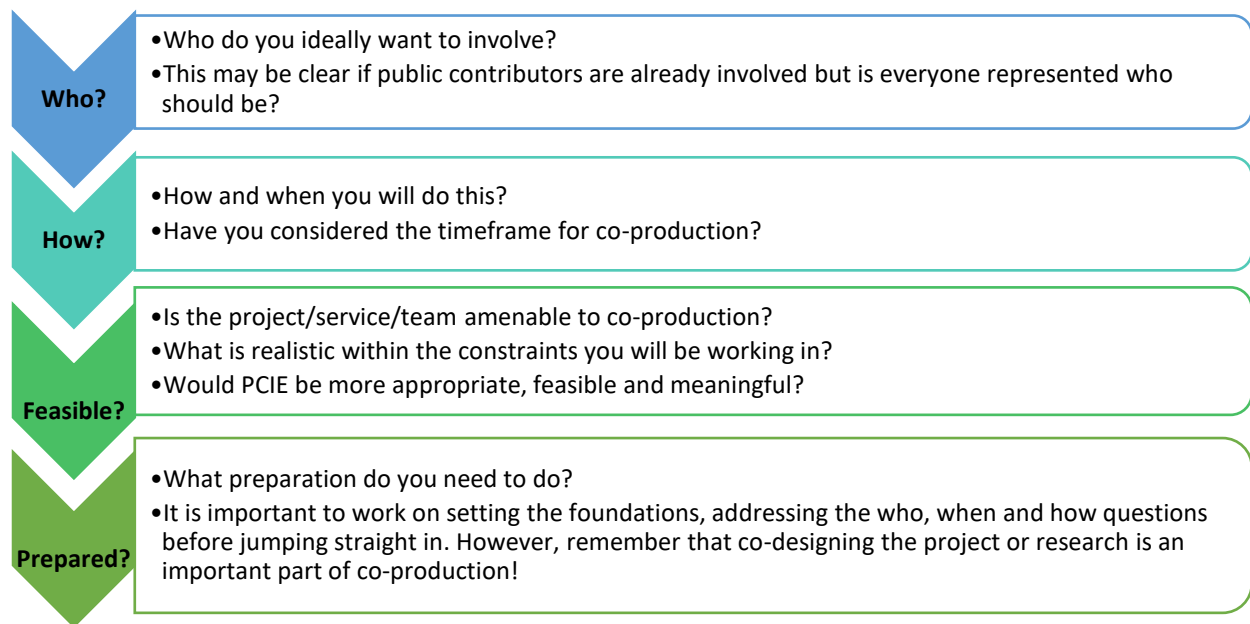 Who?
•Who do you ideally want to involve?
•This may be clear if public contributors are already involved but is everyone represented who
should be?
How?
•How and when you will do this?
•Have you considered the timeframe for co-production?
Feasible?
•Is the project/service/team amenable to co-production?
•What is realistic within the constraints you will be working in?
•Would PCIE be more appropriate, feasible and meaningful?
Prepared?
•What preparation do you need to do?
•It is important to work on setting the foundations, addressing the who, when and how questions
before jumping straight in. However, remember that co-designing the project or research is an
important part of co-production!